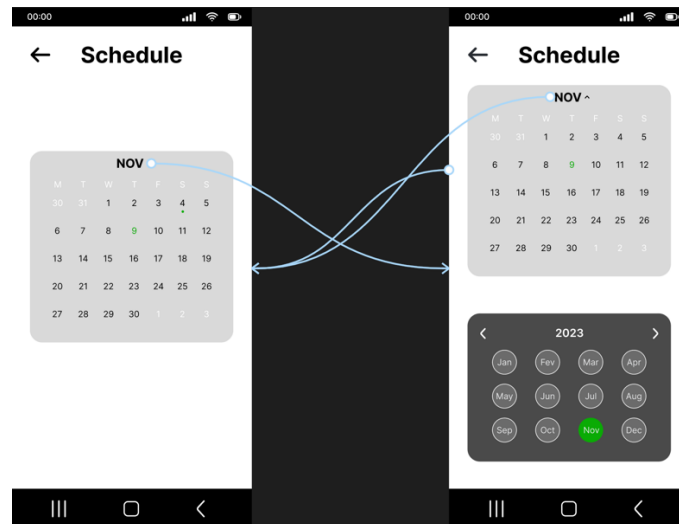 00:00
Schedule
NOV
M T W T F S S
30 31 1 2 3 4 5
6 7 8 9 10 11 12
13 14 15 16 17 18 19
20 21 22 23 24 25 26
27 28 29 30 1 2 3
00:00
Schedule
NOV
M T W T F S S
30 31 1 2 3 4 5
6 7 8 9 10 11 12
13 14 15 16 17 18 19
20 21 22 23 24 25 26
27 28 29 30 1 2 3
2023
Jan Fev Mar Apr
May Jun Jul Aug
Sep Oct Nov Dec